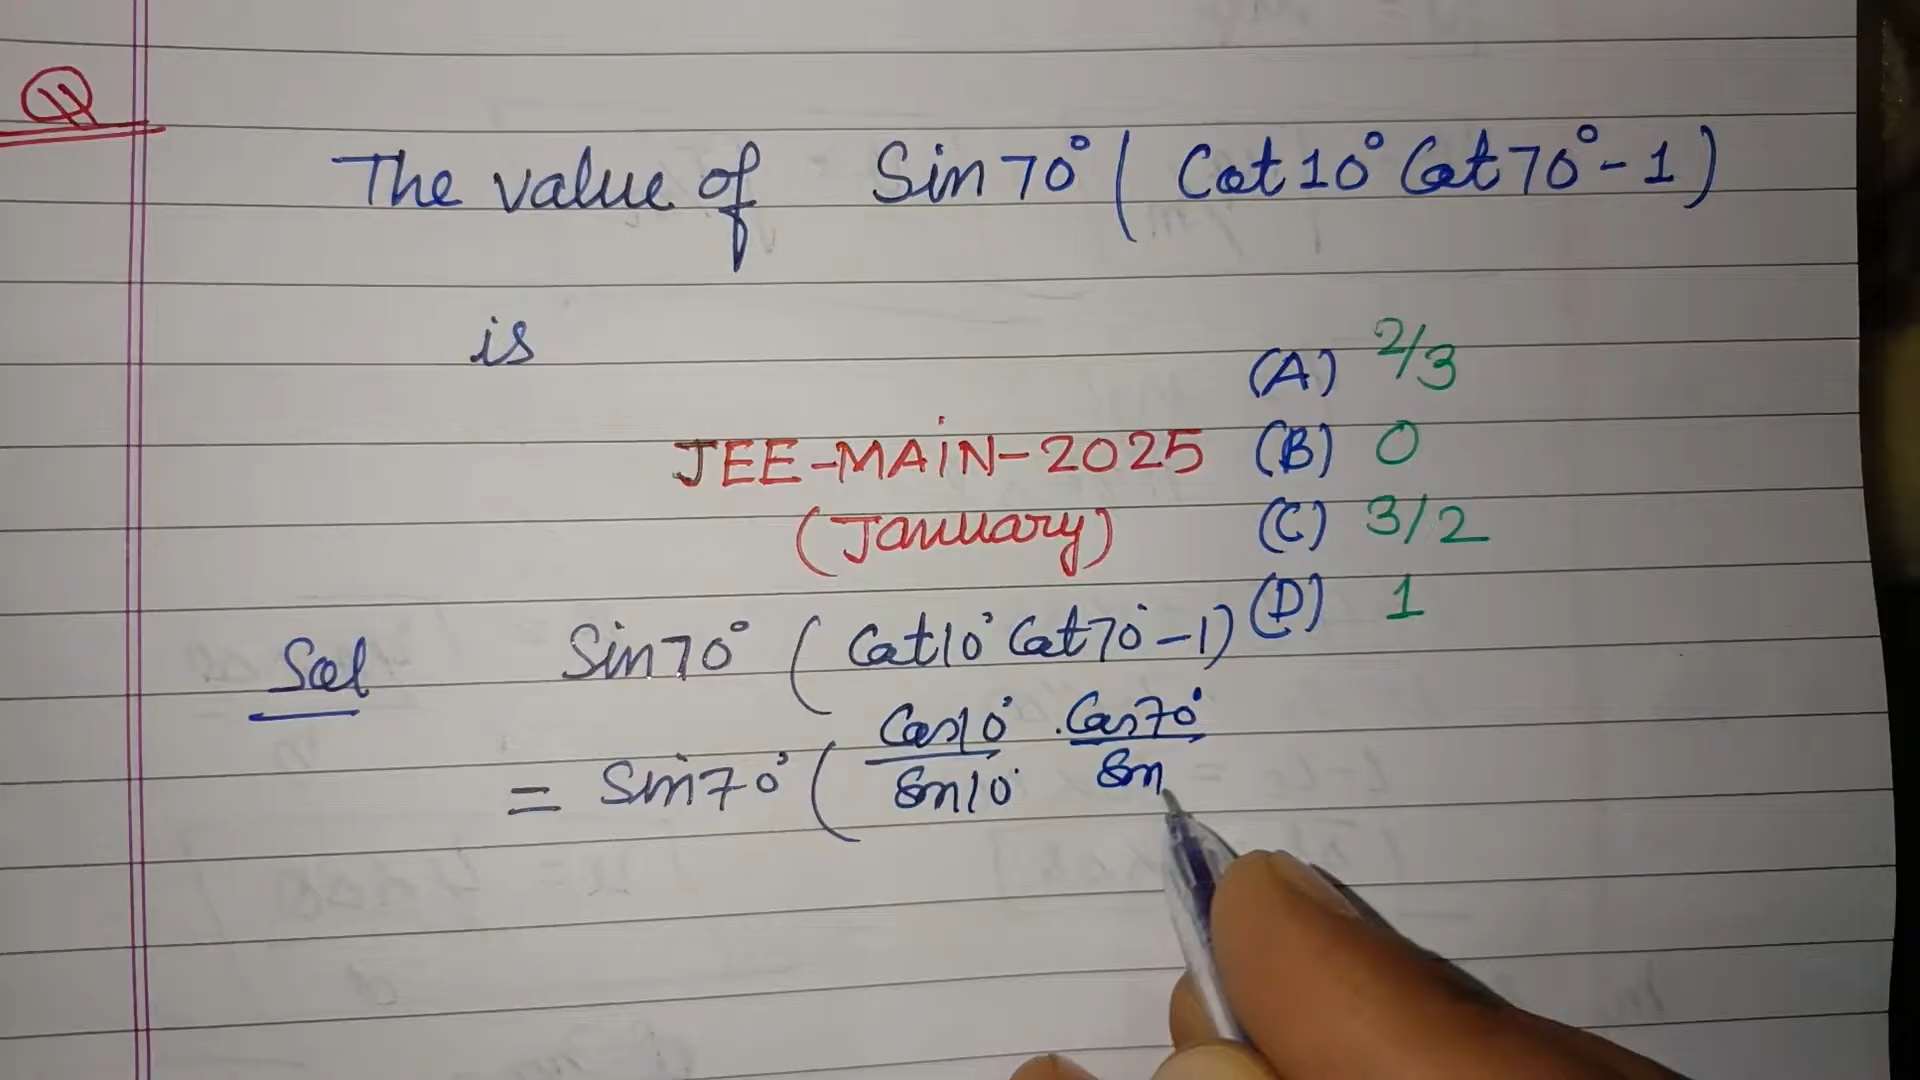 Q
The value of Sin70° ( Cot10° Cot70° - 1 )
is
(A) 2/3
JEE-MAIN-2025 (B) 0
(January) (C) 3/2
(D) 1
Sol Sin70° ( Cot10° Cot70° - 1 )
= Sin70° ( Cos10°/Sin10° . Cos70°/Sin